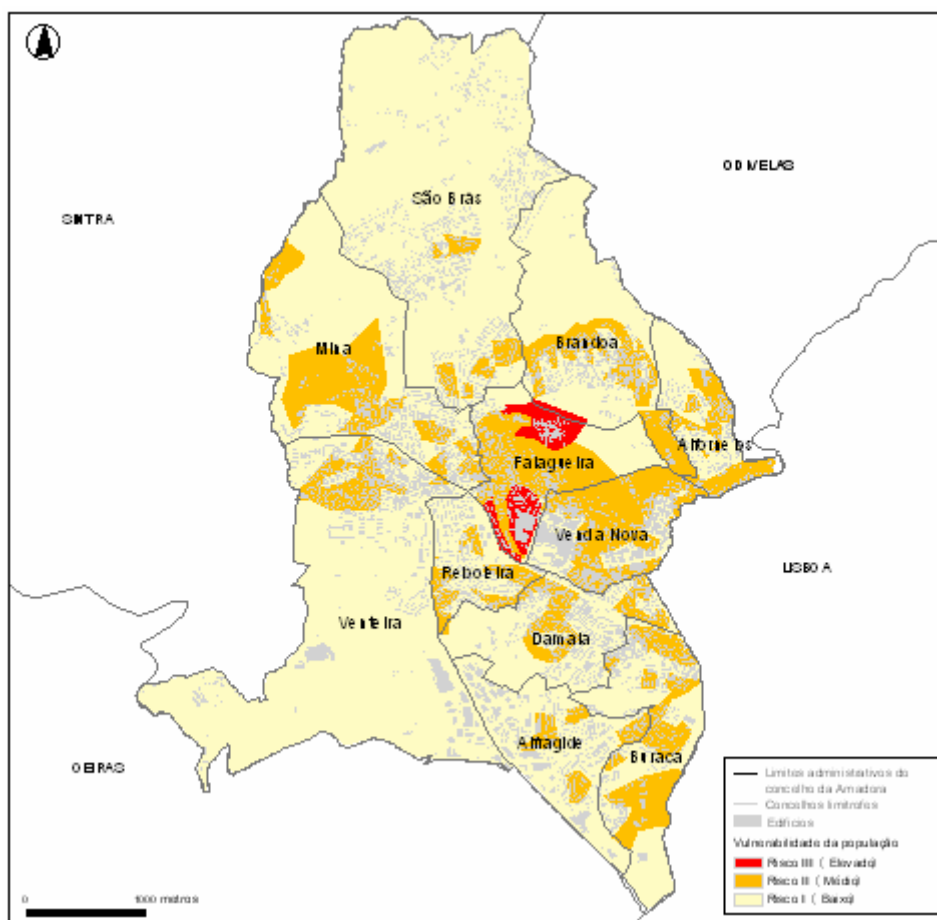 ODIVELAS
SINTRA
São Brás
Mina
Brandoa
Alfornelos
Falagueira
Venda Nova
LISBOA
Reboleira
Venteira
Damaia
Alfragide
Buraca
OEIRAS
Limites administrativos do
concelho da Amadora
Concelhos limítrofes
Edifícios
Vulnerabilidade da população
Risco III ( Elevado)
Risco II ( Médio)
Risco I ( Baixo)
0 1000 metros